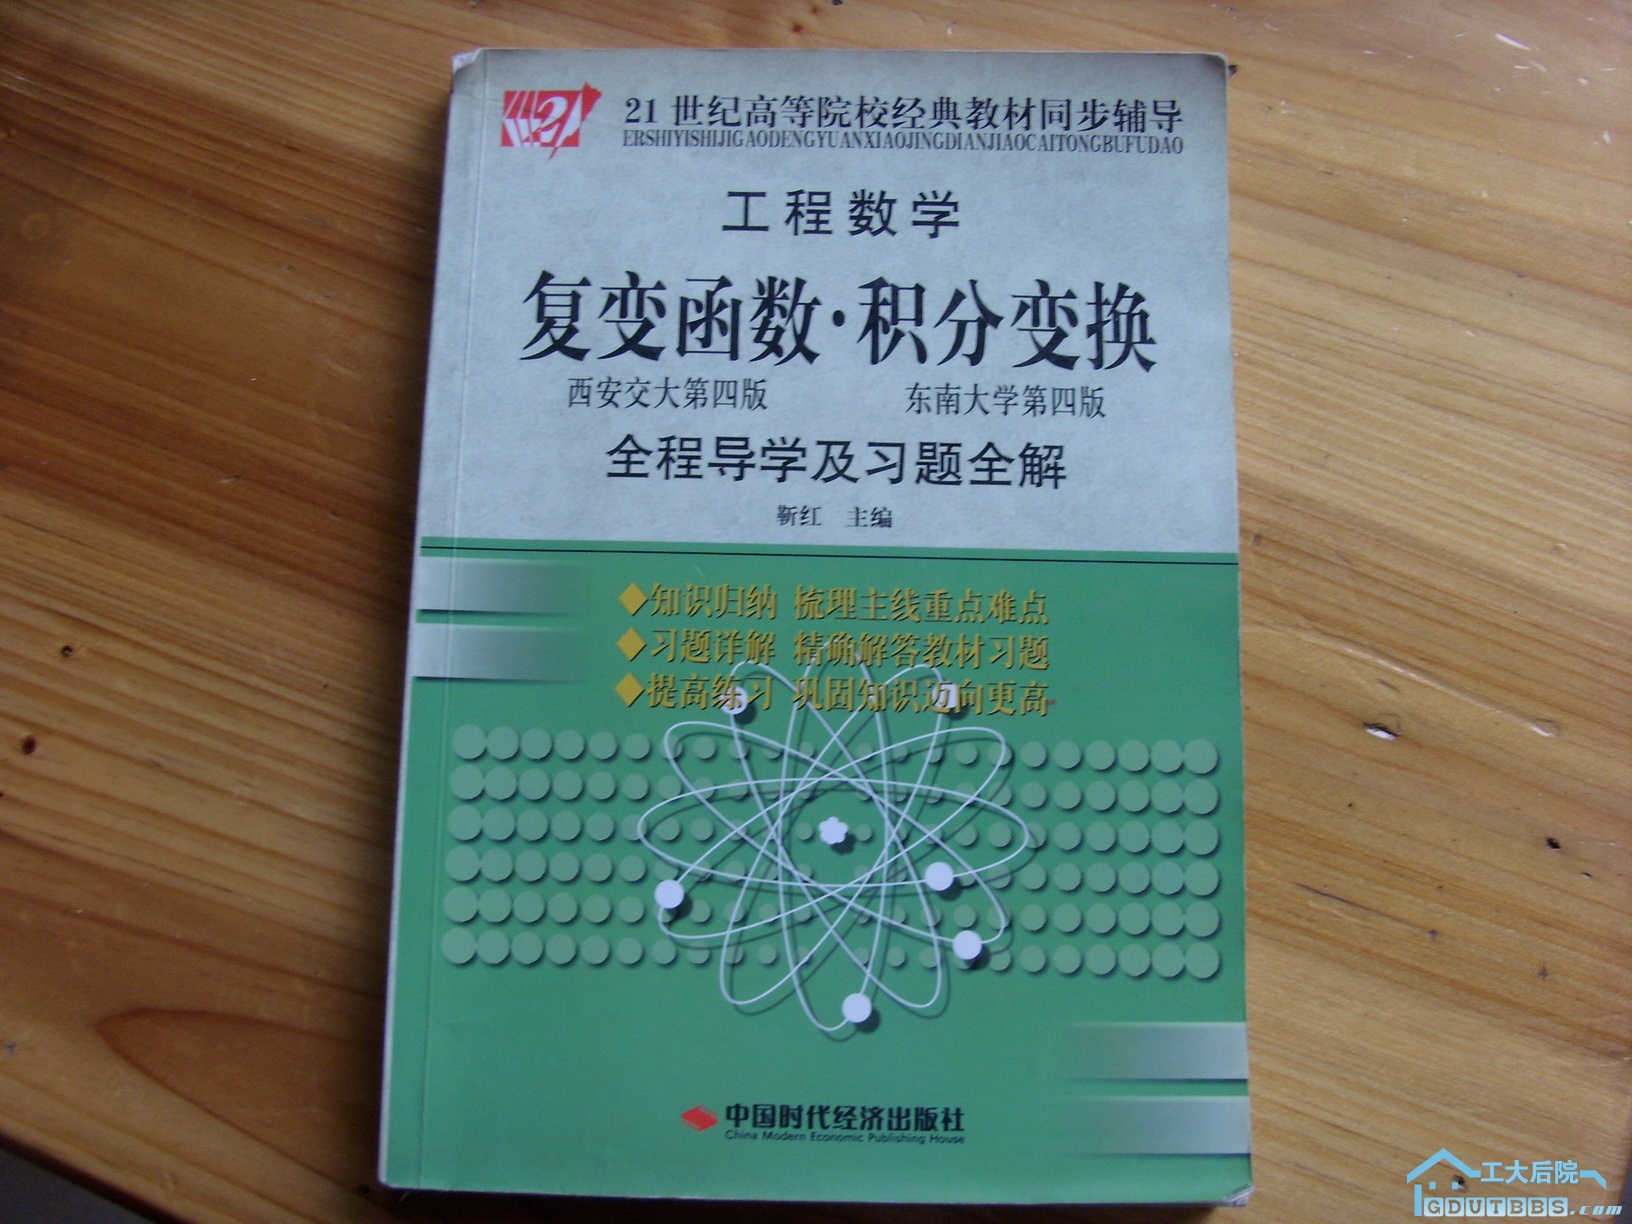 21
21世纪高等院校经典教材同步辅导
ERSHIYISHIJIGAODENGYUANXIAOJINGDIANJIAOCAITONGBUFUDAO
工程数学
复变函数·积分变换
西安交大第四版 东南大学第四版
全程导学及习题全解
靳红 主编
◆知识归纳 梳理主线重点难点
◆习题详解 精确解答教材习题
◆提高练习 巩固知识迈向更高
中国时代经济出版社
China Modern Economic Publishing House
工大后院
GDUTBBS.com